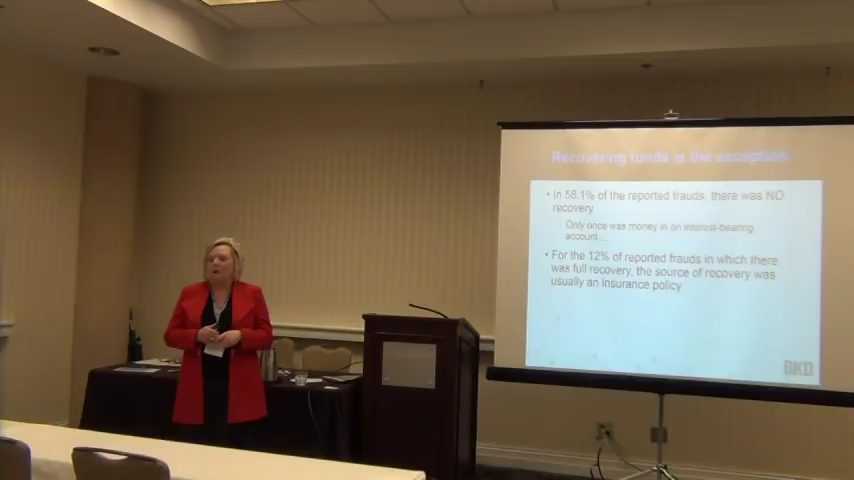 Recovering funds is the exception
• In 58.1% of the reported frauds, there was NO
recovery
Only once was money in an interest-bearing
account...
• For the 12% of reported frauds in which there
was full recovery, the source of recovery was
usually an insurance policy
BKD